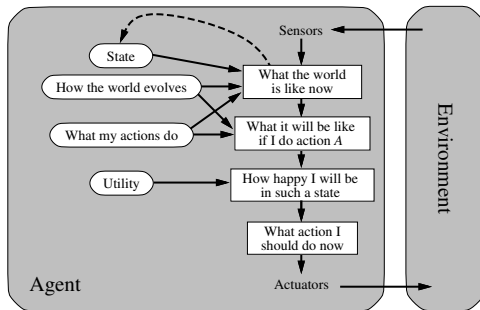 Sensors
State
What the world
is like now
How the world evolves
What it will be like
if I do action A
What my actions do
How happy I will be
in such a state
Utility
What action I
should do now
Agent
Actuators
Environment